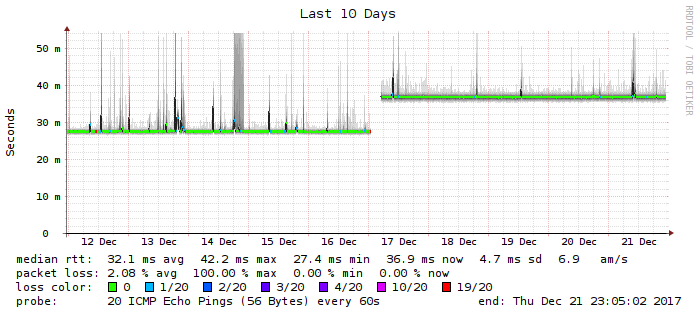 Last 10 Days
RRDTOOL / TOBI OETIKER
Seconds
50 m
40 m
30 m
20 m
10 m
0
12 Dec 13 Dec 14 Dec 15 Dec 16 Dec 17 Dec 18 Dec 19 Dec 20 Dec 21 Dec
median rtt: 32.1 ms avg 42.2 ms max 27.4 ms min 36.9 ms now 4.7 ms sd 6.9 am/s
packet loss: 2.08 % avg 100.00 % max 0.00 % min 0.00 % now
loss color: 0 1/20 2/20 3/20 4/20 10/20 19/20
probe: 20 ICMP Echo Pings (56 Bytes) every 60s end: Thu Dec 21 23:05:02 2017